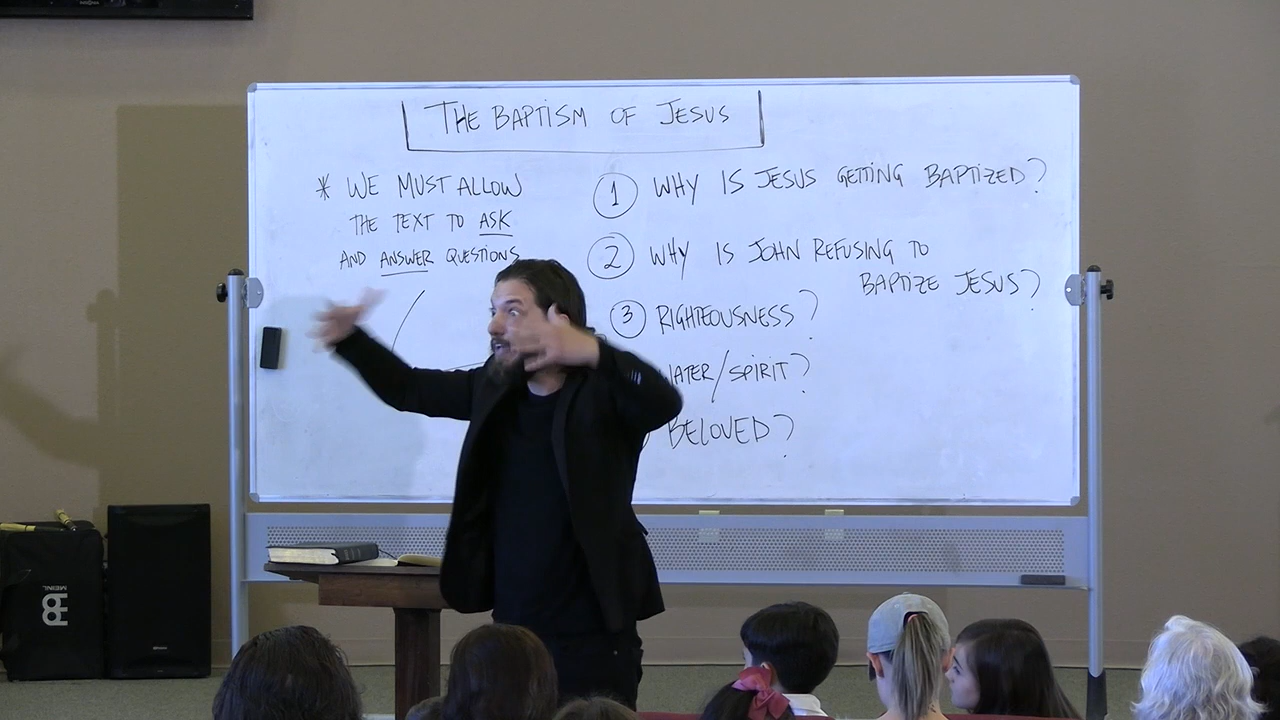 THE BAPTISM OF JESUS
* WE MUST ALLOW
THE TEXT TO ASK
AND ANSWER QUESTIONS
1 WHY IS JESUS GETTING BAPTIZED?
2 WHY IS JOHN REFUSING TO
BAPTIZE JESUS?
3 RIGHTEOUSNESS?
/SPIRIT?
BELOVED?
MEINL